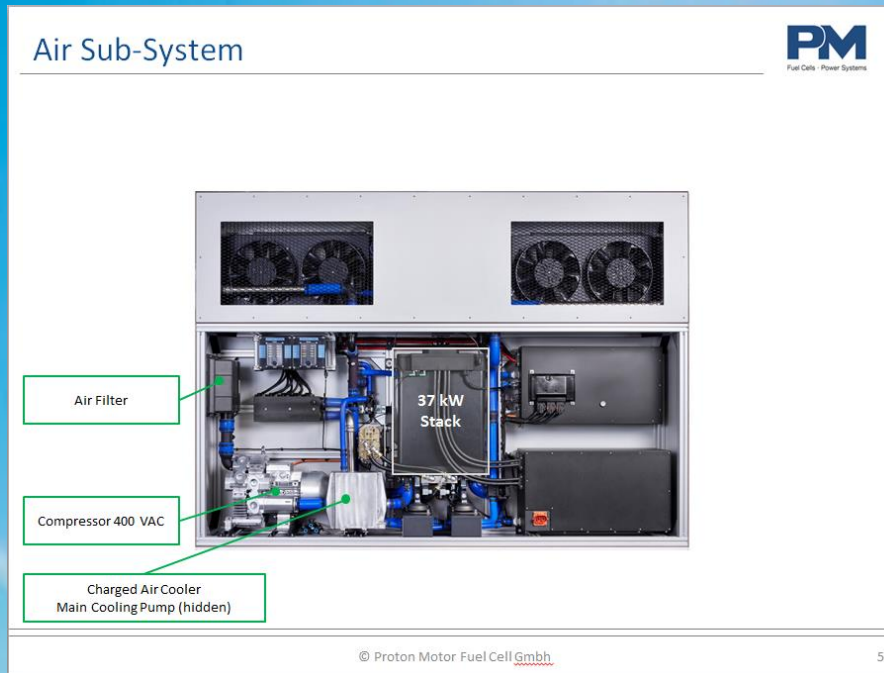 Air Sub-System
PM
Fuel Cells · Power Systems
37 kW
Stack
Air Filter
Compressor 400 VAC
Charged Air Cooler
Main Cooling Pump (hidden)
© Proton Motor Fuel Cell Gmbh
5